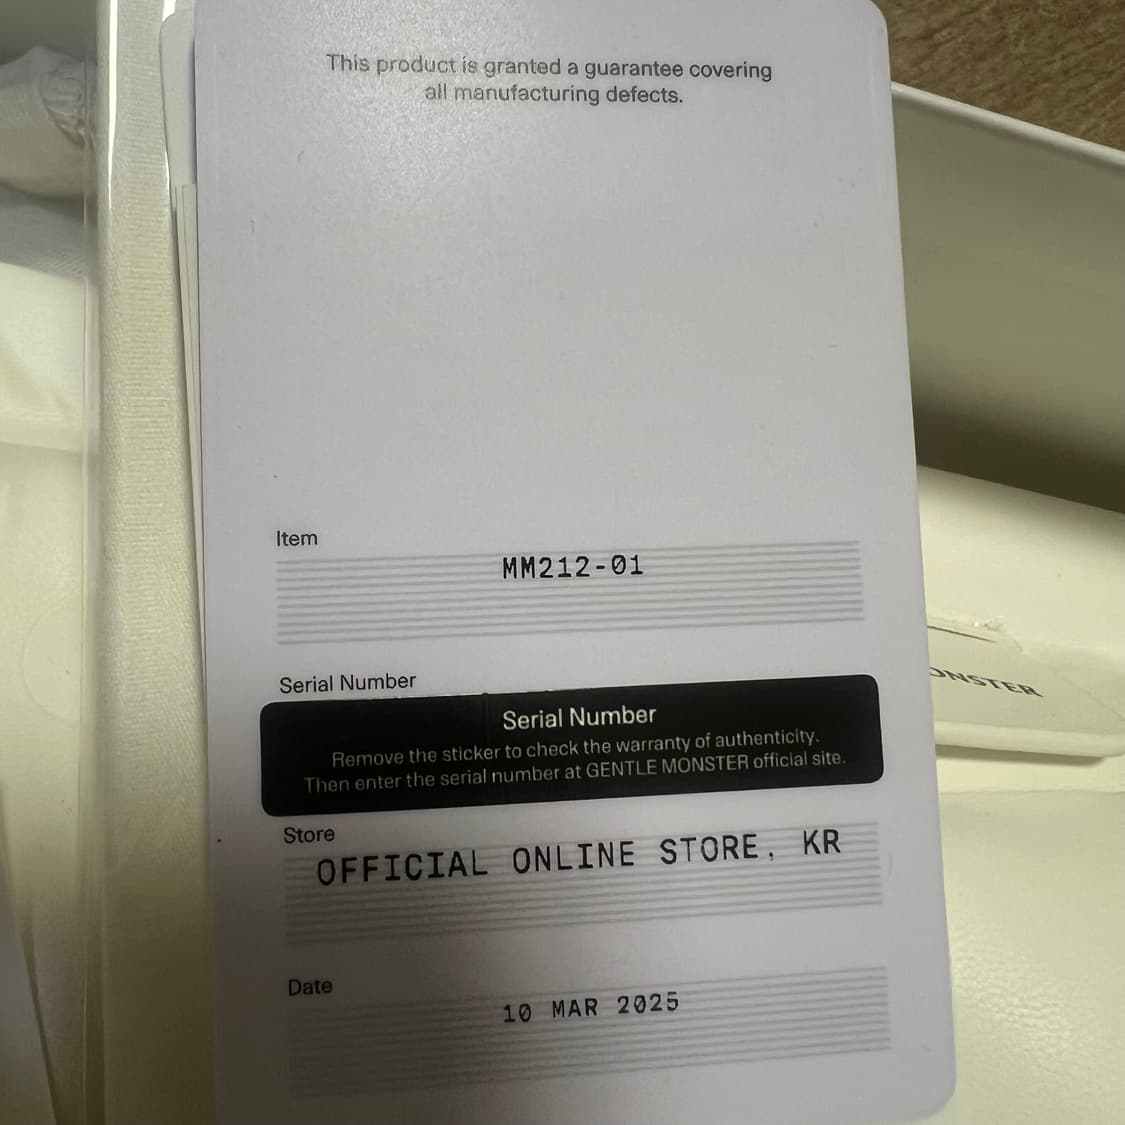 This product is granted a guarantee covering
all manufacturing defects.
Item
MM212-01
Serial Number
Serial Number
Remove the sticker to check the warranty of authenticity.
Then enter the serial number at GENTLE MONSTER official site.
Store
OFFICIAL ONLINE STORE, KR
Date
10 MAR 2025
ONSTER